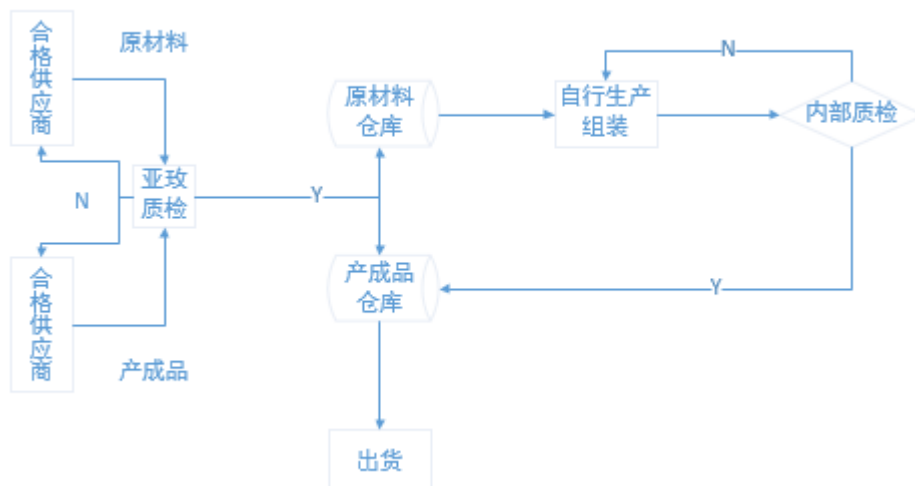 合格供应商
原材料
N
原材料
仓库
自行生产
组装
内部质检
亚玫
质检
Y
N
合格供应商
产成品
仓库
Y
产成品
出货